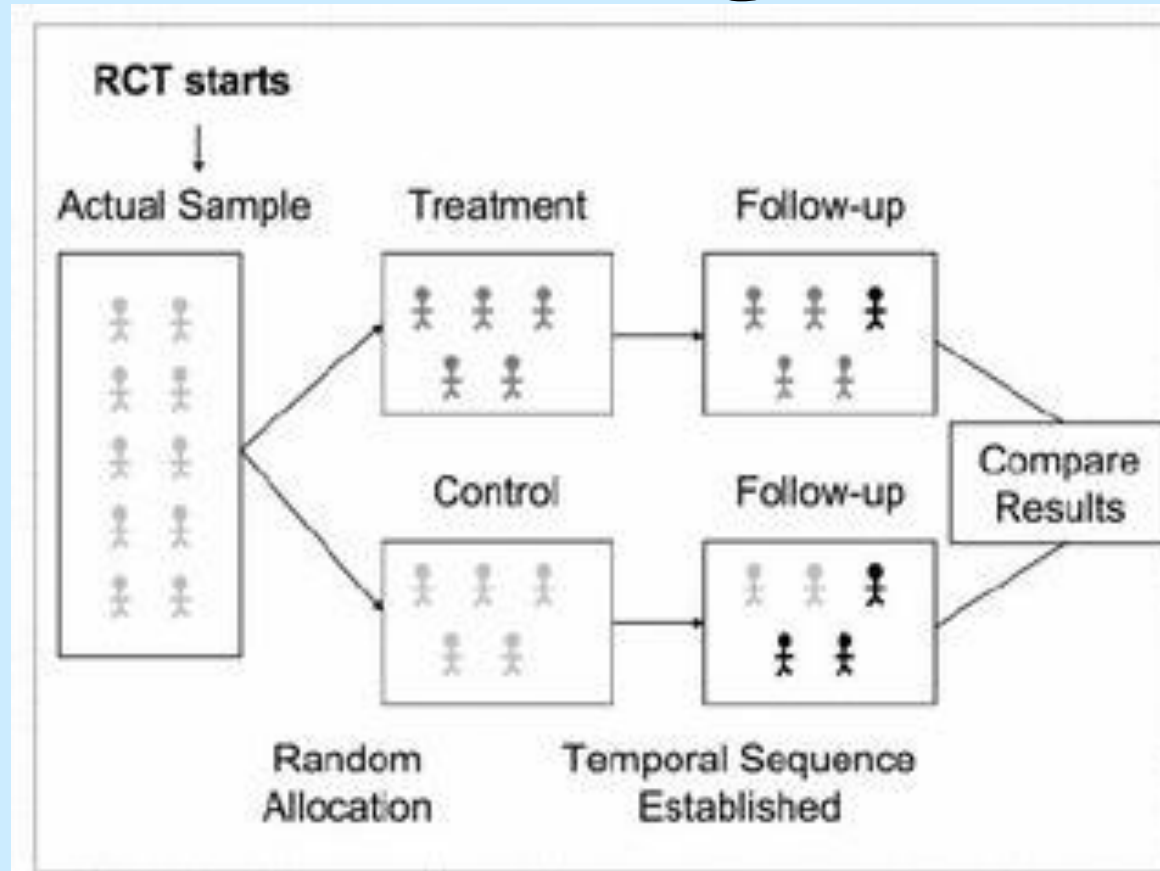 RCT starts
Actual Sample
Treatment
Follow-up
Control
Follow-up
Compare
Results
Random
Allocation
Temporal Sequence
Established